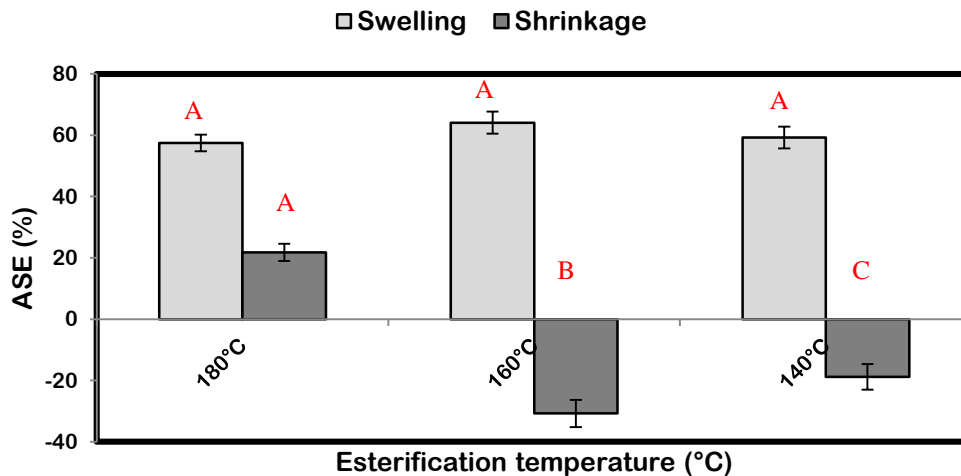 Swelling Shrinkage
80
60
40
20
0
-20
-40
ASE (%)
A
A
A
A
B
C
180°C
160°C
140°C
Esterification temperature (°C)